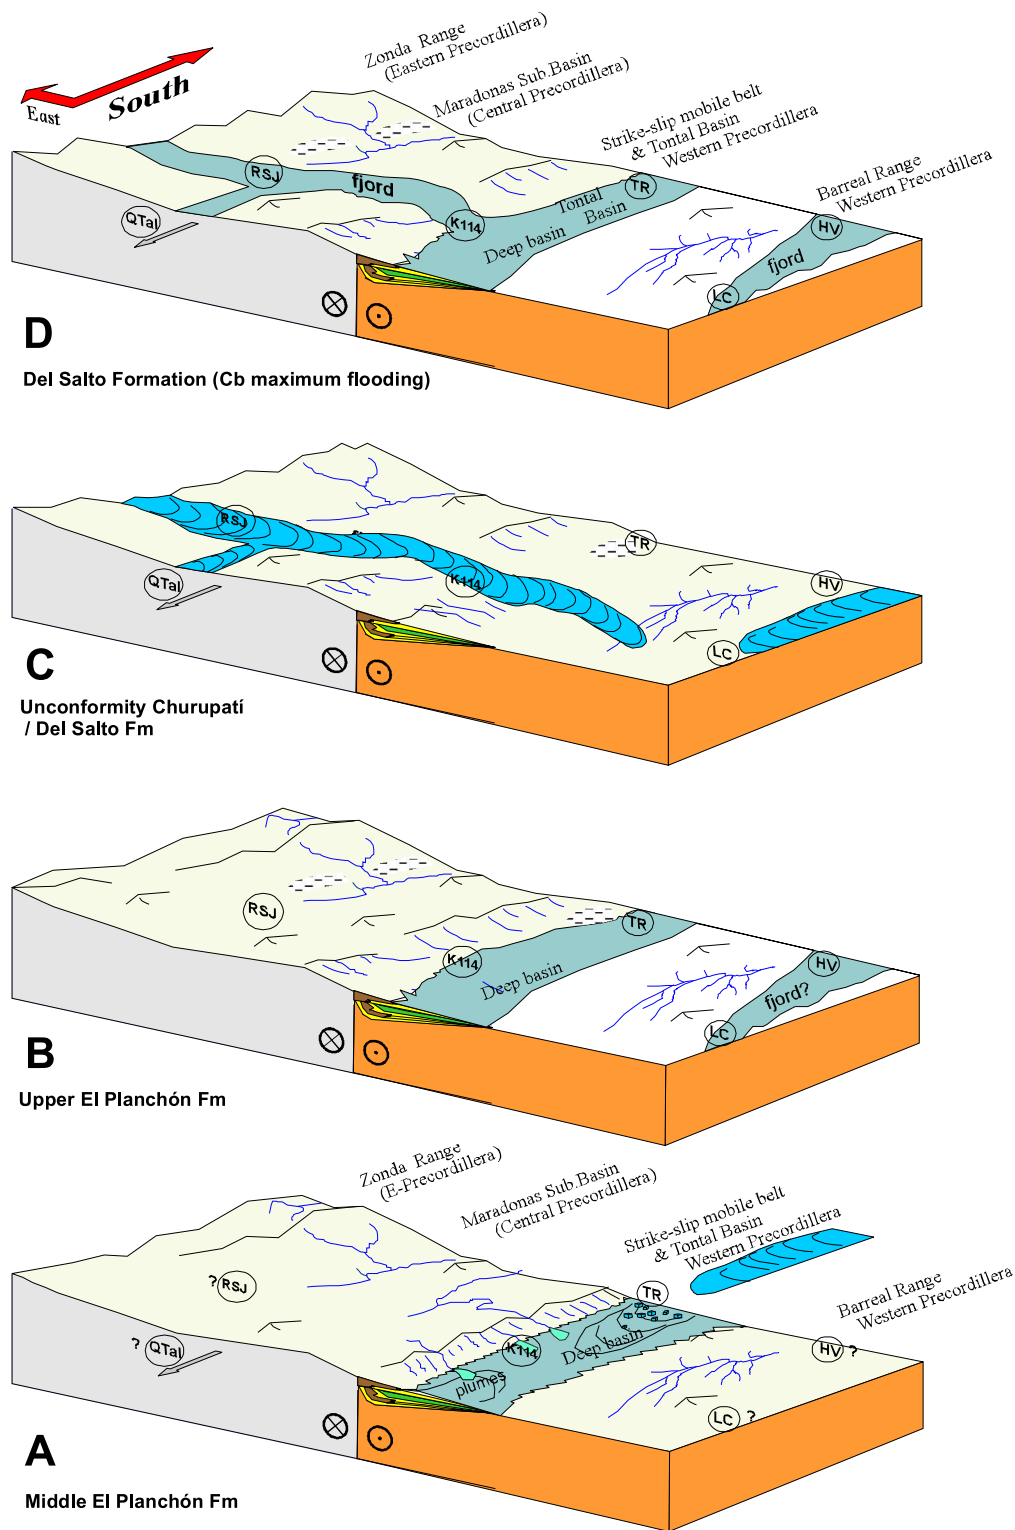 Zonda Range
(Eastern Precordillera)
Maradonas Sub.Basin
(Central Precordillera)
Strike-slip mobile belt
& Tontal Basin
Western Precordillera
Barreal Range
Western Precordillera
East
South
RSJ
fjord
QTal
K114
TR
Tontal
Basin
Deep basin
HV
fjord
LC
D
Del Salto Formation (Cb maximum flooding)
RSJ
QTal
K114
TR
HV
LC
C
Unconformity Churupatí
/ Del Salto Fm
RSJ
K114
TR
Deep basin
HV
fjord?
LC
B
Upper El Planchón Fm
Zonda Range
(E-Precordillera)
Maradonas Sub.Basin
(Central Precordillera)
Strike-slip mobile belt
& Tontal Basin
Western Precordillera
Barreal Range
Western Precordillera
? RSJ
? QTal
TR
K114
Deep basin
plumes
HV ?
LC ?
A
Middle El Planchón Fm